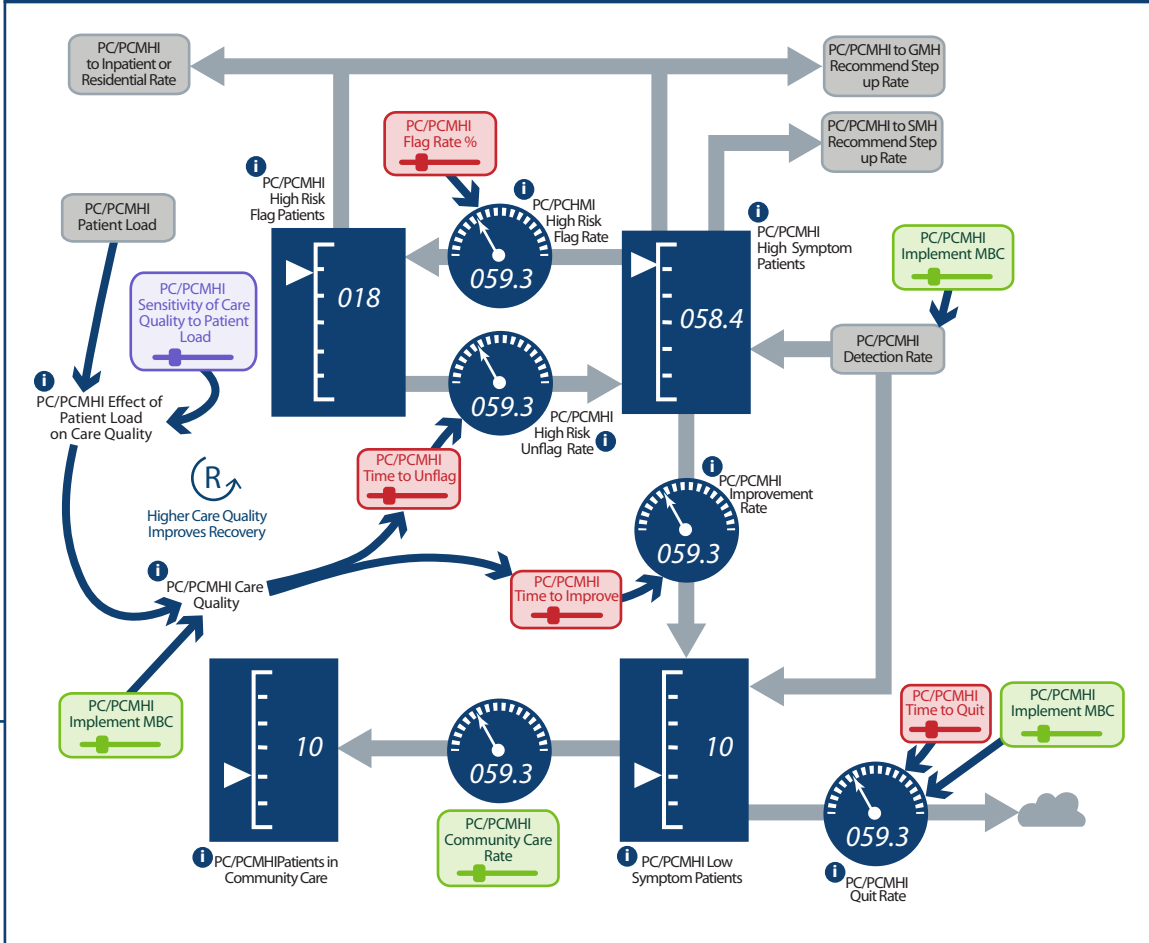 PC/PCMHI
to Inpatient or
Residential Rate
PC/PCMHI to GMH
Recommend Step
up Rate
PC/PCMHI
Flag Rate %
PC/PCMHI to SMH
Recommend Step
up Rate
i
PC/PCMHI
High Risk
Flag Patients
i
PC/PCHMI
High Risk
Flag Rate
i
PC/PCMHI
High Symptom
Patients
PC/PCMHI
Patient Load
PC/PCMHI
Implement MBC
059.3
018
058.4
PC/PCMHI
Sensitivity of Care
Quality to Patient
Load
PC/PCMHI
Detection Rate
i
PC/PCMHI Effect of
Patient Load
on Care Quality
059.3
PC/PCMHI
High Risk
Unflag Rate
i
PC/PCMHI
Time to Unflag
R
Higher Care Quality
Improves Recovery
i
PC/PCMHI
Improvement
Rate
059.3
i
PC/PCMHI Care
Quality
PC/PCMHI
Time to Improve
PC/PCMHI
Implement MBC
10
059.3
10
PC/PCMHI
Time to Quit
PC/PCMHI
Implement MBC
059.3
PC/PCMHI
Community Care
Rate
i
PC/PCMHIPatients in
Community Care
i
PC/PCMHI Low
Symptom Patients
i
PC/PCMHI
Quit Rate